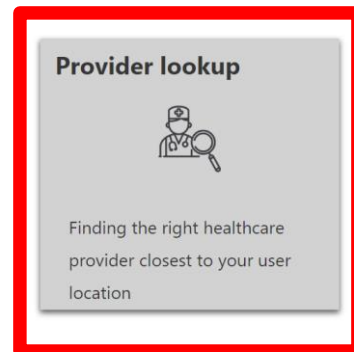 Provider lookup
Finding the right healthcare
provider closest to your user
location